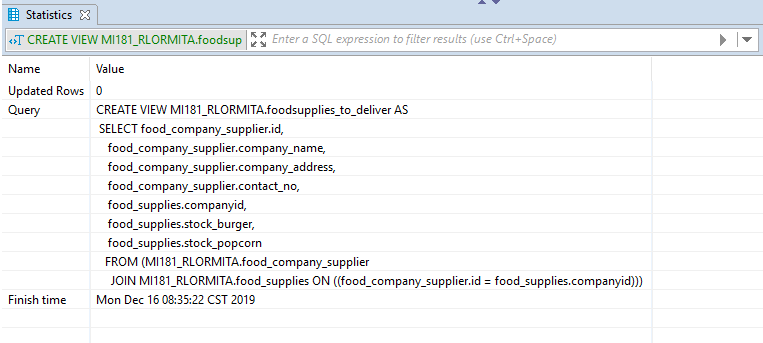 Statistics
CREATE VIEW MI181_RLORMITA.foodsup Enter a SQL expression to filter results (use Ctrl+Space)
Name Value
Updated Rows 0
Query CREATE VIEW MI181_RLORMITA.foodsupplies_to_deliver AS
SELECT food_company_supplier.id,
food_company_supplier.company_name,
food_company_supplier.company_address,
food_company_supplier.contact_no,
food_supplies.companyid,
food_supplies.stock_burger,
food_supplies.stock_popcorn
FROM (MI181_RLORMITA.food_company_supplier
JOIN MI181_RLORMITA.food_supplies ON ((food_company_supplier.id = food_supplies.companyid)))
Finish time Mon Dec 16 08:35:22 CST 2019